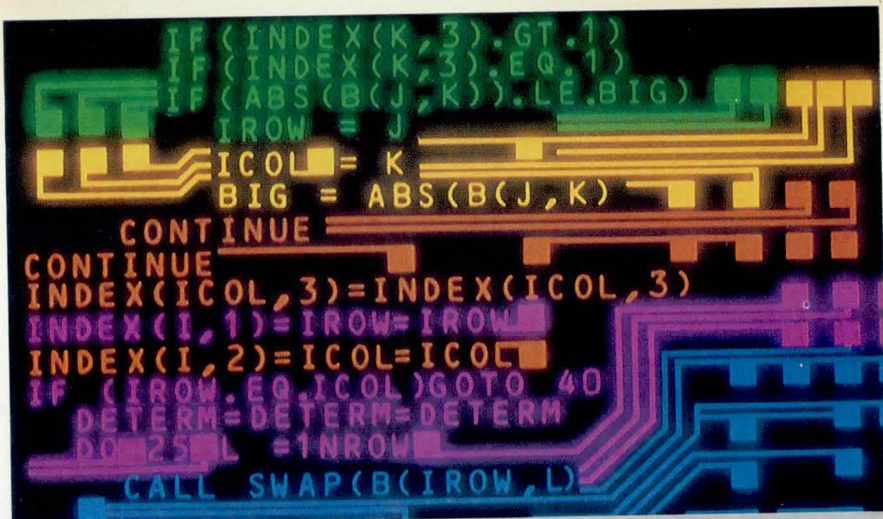 IF(INDEX(K,3).GT.1)
IF(INDEX(K,3).EQ.1)
IF(ABS(B(J,K)).LE.BIG)
IROW = J
ICOL = K
BIG = ABS(B(J,K)
CONTINUE
CONTINUE
INDEX(ICOL,3)=INDEX(ICOL,3)
INDEX(I,1)=IROW=IROW
INDEX(I,2)=ICOL=ICOL
IF (IROW.EQ.ICOL)GOTO 40
DETERM=DETERM=DETERM
DO 25 L =1NROW
CALL SWAP(B(IROW,L)